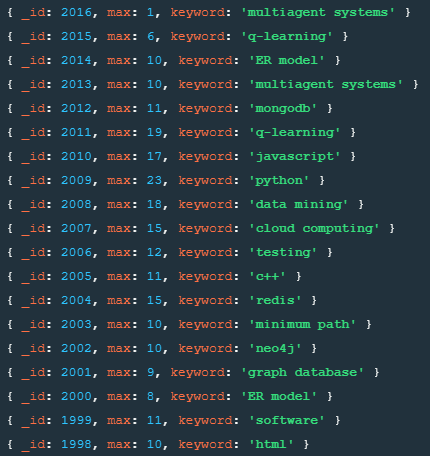 { _id: 2016, max: 1, keyword: 'multiagent systems' }
{ _id: 2015, max: 6, keyword: 'q-learning' }
{ _id: 2014, max: 10, keyword: 'ER model' }
{ _id: 2013, max: 10, keyword: 'multiagent systems' }
{ _id: 2012, max: 11, keyword: 'mongodb' }
{ _id: 2011, max: 19, keyword: 'q-learning' }
{ _id: 2010, max: 17, keyword: 'javascript' }
{ _id: 2009, max: 23, keyword: 'python' }
{ _id: 2008, max: 18, keyword: 'data mining' }
{ _id: 2007, max: 15, keyword: 'cloud computing' }
{ _id: 2006, max: 12, keyword: 'testing' }
{ _id: 2005, max: 11, keyword: 'c++' }
{ _id: 2004, max: 15, keyword: 'redis' }
{ _id: 2003, max: 10, keyword: 'minimum path' }
{ _id: 2002, max: 10, keyword: 'neo4j' }
{ _id: 2001, max: 9, keyword: 'graph database' }
{ _id: 2000, max: 8, keyword: 'ER model' }
{ _id: 1999, max: 11, keyword: 'software' }
{ _id: 1998, max: 10, keyword: 'html' }